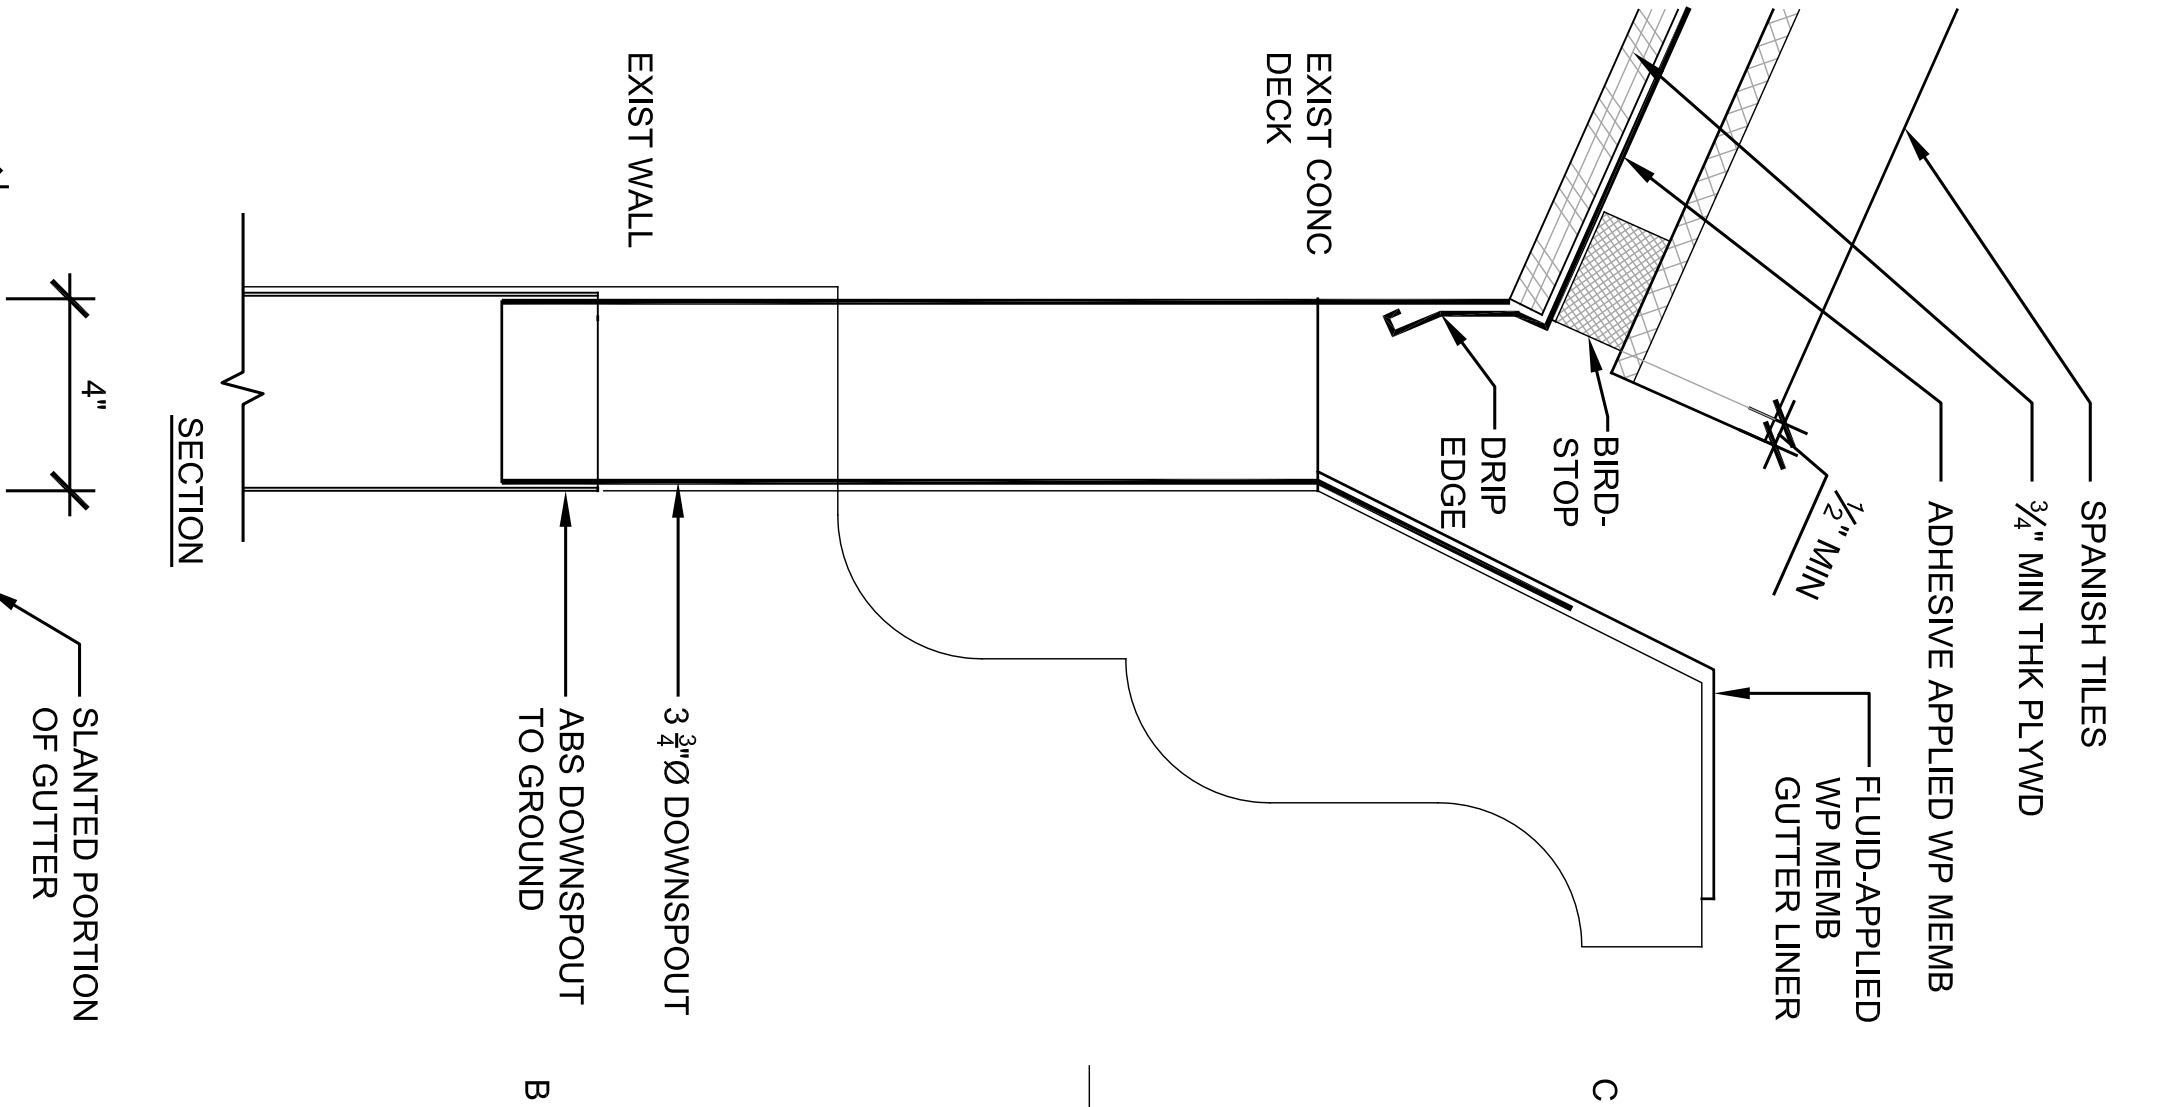 SPANISH TILES
¾" MIN THK PLYWD
ADHESIVE APPLIED WP MEMB
½" MIN
FLUID-APPLIED
WP MEMB
GUTTER LINER
BIRD-
STOP
DRIP
EDGE
EXIST CONC
DECK
EXIST WALL
3 ¾"Ø DOWNSPOUT
ABS DOWNSPOUT
TO GROUND
SECTION
4"
SLANTED PORTION
OF GUTTER
C
B